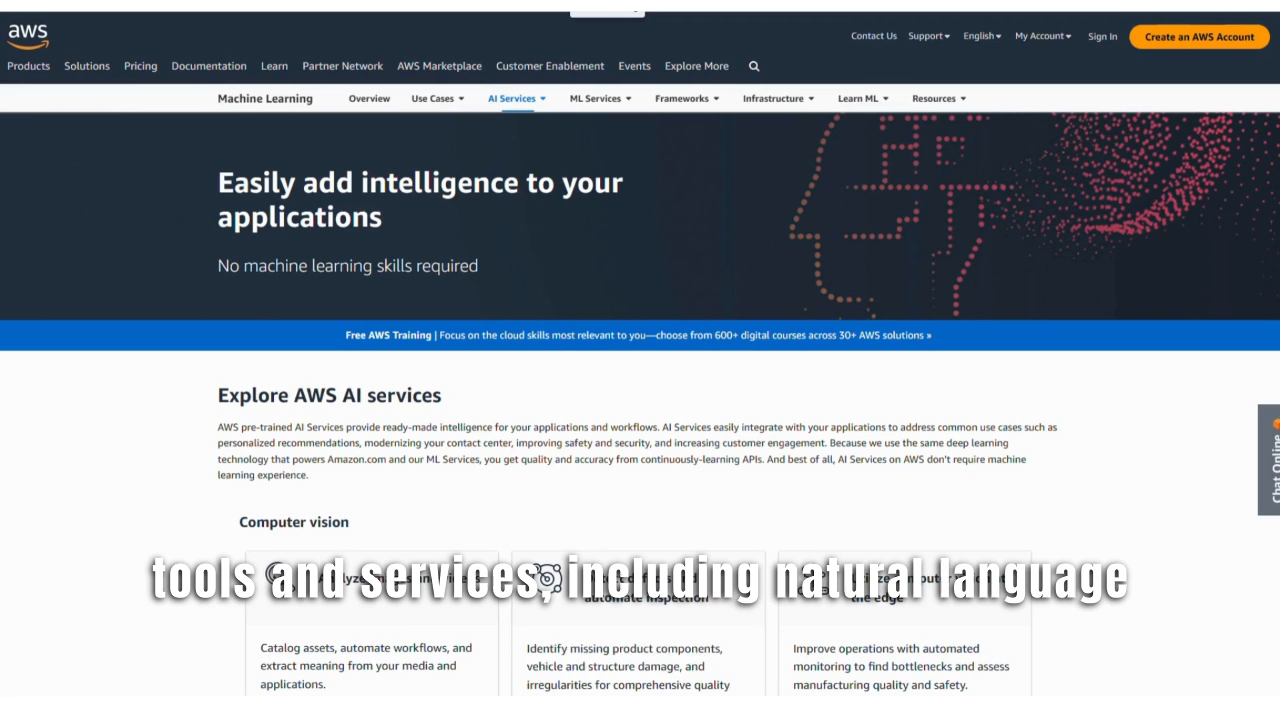 aws
Contact Us Support English My Account Sign In Create an AWS Account
Products Solutions Pricing Documentation Learn Partner Network AWS Marketplace Customer Enablement Events Explore More
Machine Learning Overview Use Cases AI Services ML Services Frameworks Infrastructure Learn ML Resources
Easily add intelligence to your
applications
No machine learning skills required
Free AWS Training | Focus on the cloud skills most relevant to you—choose from 600+ digital courses across 30+ AWS solutions »
Explore AWS AI services
AWS pre-trained AI Services provide ready-made intelligence for your applications and workflows. AI Services easily integrate with your applications to address common use cases such as
personalized recommendations, modernizing your contact center, improving safety and security, and increasing customer engagement. Because we use the same deep learning
technology that powers Amazon.com and our ML Services, you get quality and accuracy from continuously-learning APIs. And best of all, AI Services on AWS don't require machine
learning experience.
Chat Online
Computer vision
tools and services, including natural language
automate inspection
the edge
Catalog assets, automate workflows, and
extract meaning from your media and
applications.
Identify missing product components,
vehicle and structure damage, and
irregularities for comprehensive quality
Improve operations with automated
monitoring to find bottlenecks and assess
manufacturing quality and safety.